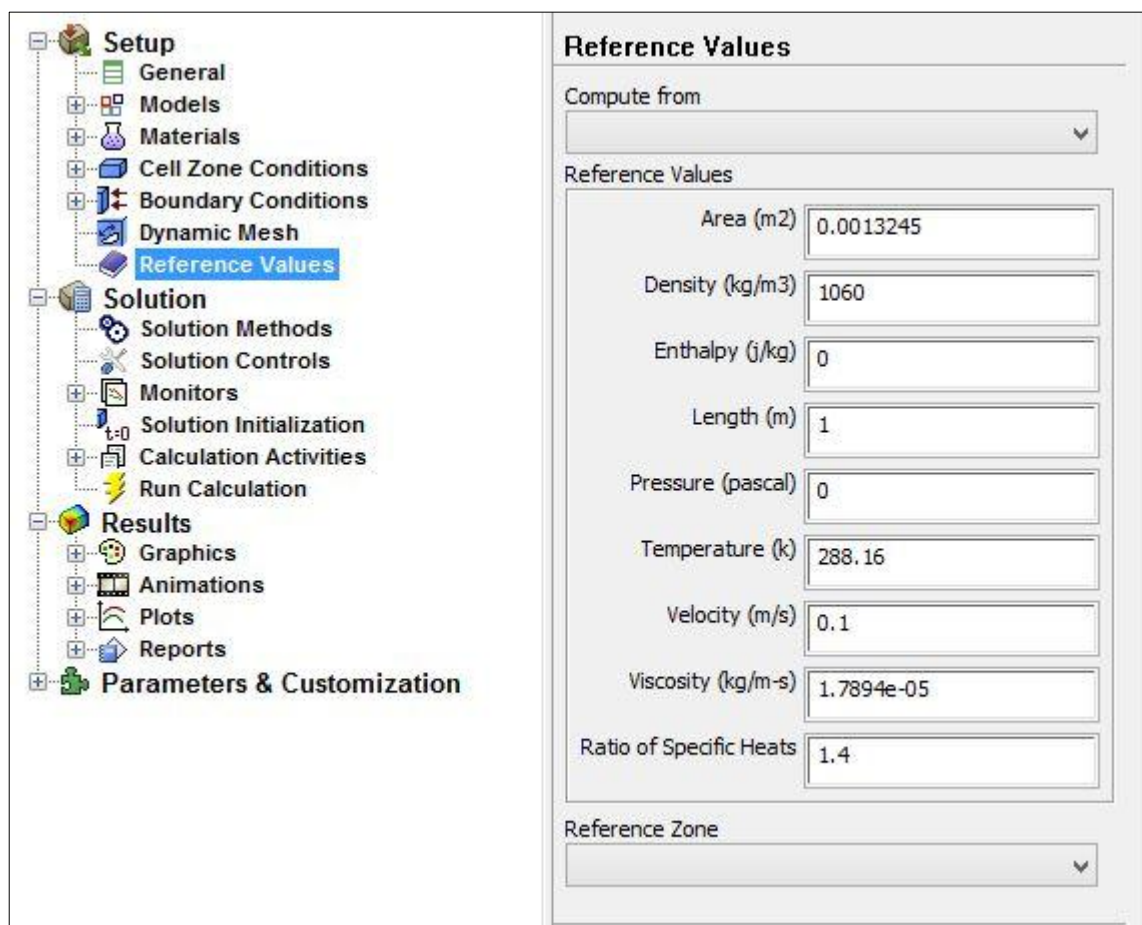 Setup
General
Models
Materials
Cell Zone Conditions
Boundary Conditions
Dynamic Mesh
Reference Values
Solution
Solution Methods
Solution Controls
Monitors
t=0 Solution Initialization
Calculation Activities
Run Calculation
Results
Graphics
Animations
Plots
Reports
Parameters & Customization
Reference Values
Compute from
Reference Values
Area (m2) 0.0013245
Density (kg/m3) 1060
Enthalpy (j/kg) 0
Length (m) 1
Pressure (pascal) 0
Temperature (k) 288.16
Velocity (m/s) 0.1
Viscosity (kg/m-s) 1.7894e-05
Ratio of Specific Heats 1.4
Reference Zone